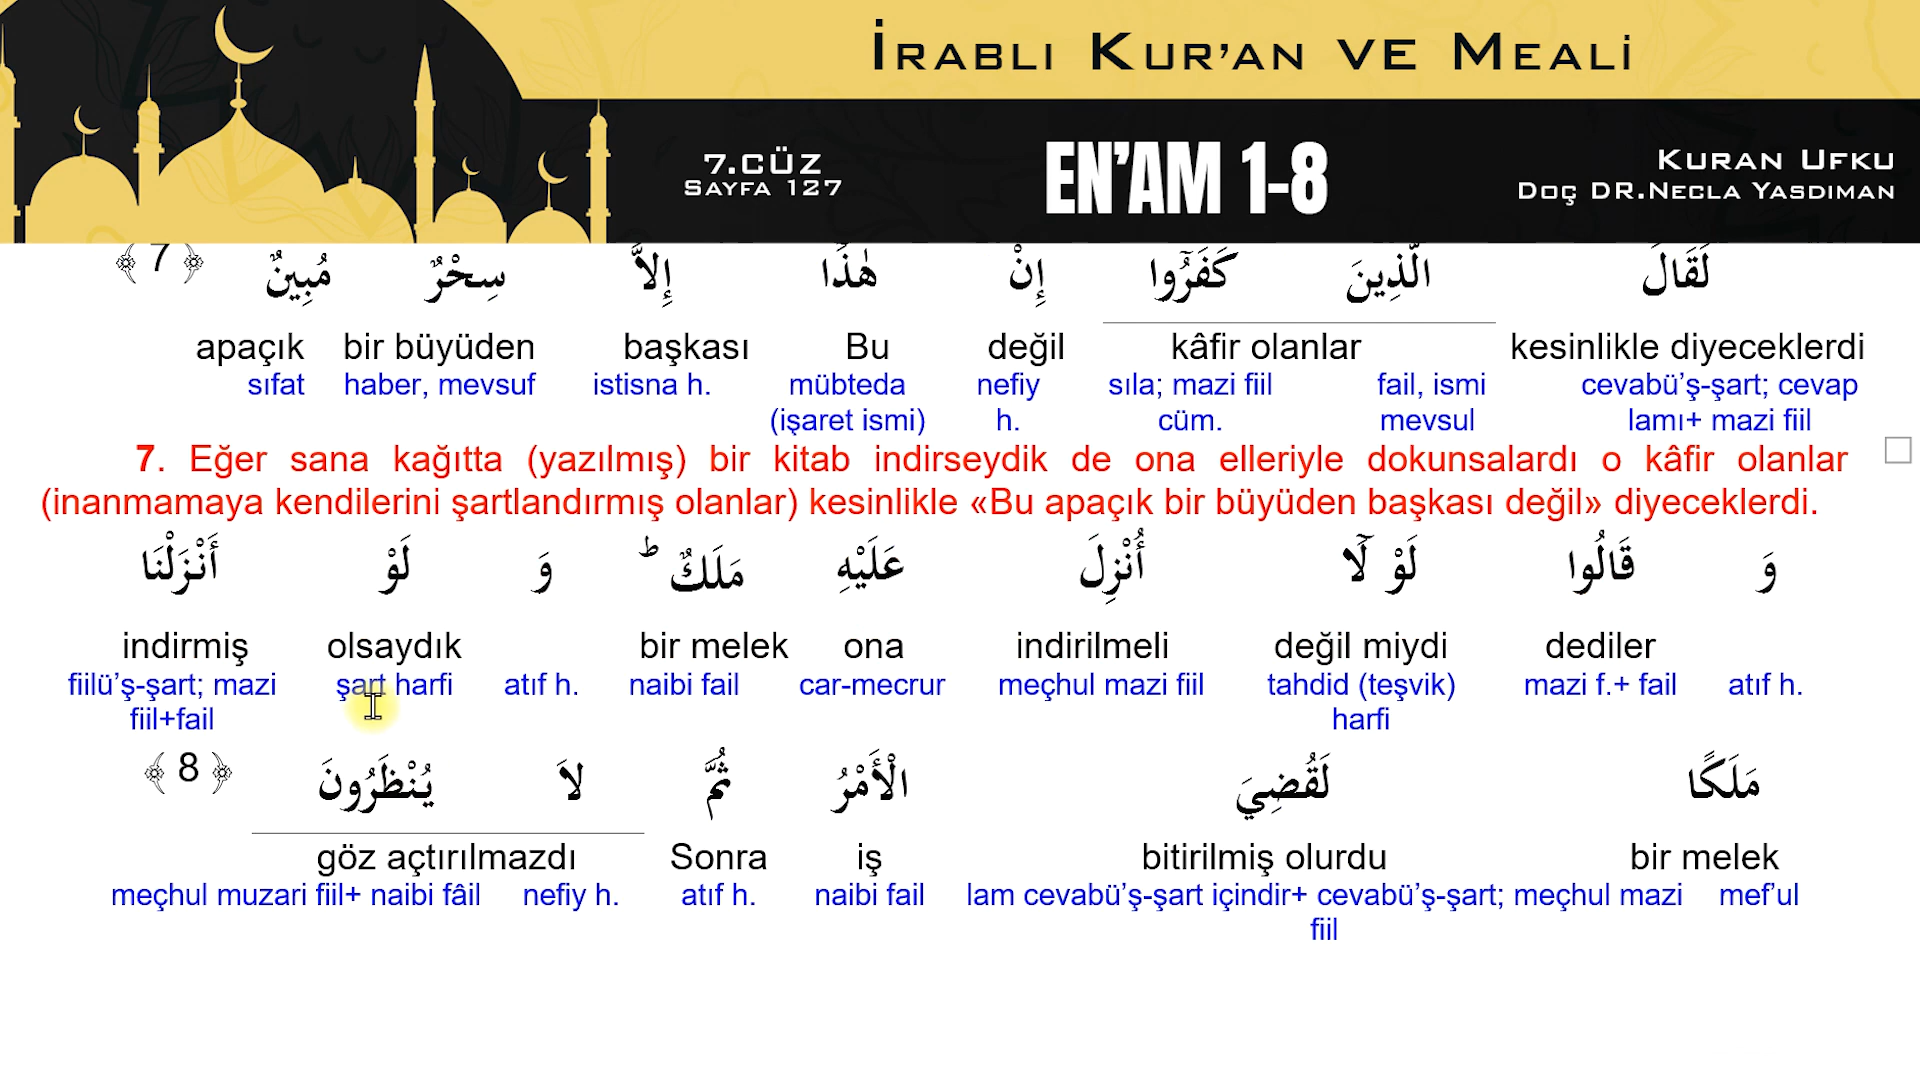 İRABLI KUR'AN VE MEALİ
7.CÜZ
SAYFA 127
EN'AM 1-8
KURAN UFKU
DOÇ DR.NECLA YASDIMAN
لَقَالَ الَّذِينَ كَفَرُٓوا إِنْ هٰذَٓا إِلاَّ سِحْرٌ مُبِينٌ ﴿7﴾
kesinlikle diyeceklerdi kâfir olanlar değil Bu başkası bir büyüden apaçık
cevabü’ş-şart; cevap fail, ismi sıla; mazi fiil nefiy mübteda istisna h. haber, mevsuf sıfat
lamı+ mazi fiil mevsul cüm. h. (işaret ismi)
7. Eğer sana kağıtta (yazılmış) bir kitab indirseydik de ona elleriyle dokunsalardı o kâfir olanlar
(inanmamaya kendilerini şartlandırmış olanlar) kesinlikle «Bu apaçık bir büyüden başkası değil» diyeceklerdi.
وَ قَالُوا لَوْ لَٓا أُنْزِلَ عَلَيْهِ مَلَكٌ ط وَ لَوْ أَنْزَلْنَا
dediler değil miydi indirilmeli ona bir melek olsaydık indirmiş
atıf h. mazi f.+ fail tahdid (teşvik) meçhul mazi fiil car-mecrur naibi fail atıf h. şart harfi fiilü’ş-şart; mazi
harfi fiil+fail
مَلَكًا لَقُضِيَ الْأَمْرُ ثُمَّ لاَ يُنْظَرُونَ ﴿8﴾
bir melek bitirilmiş olurdu iş Sonra göz açtırılmazdı
mef’ul lam cevabü’ş-şart içindir+ cevabü’ş-şart; meçhul mazi naibi fail atıf h. nefiy h. meçhul muzari fiil+ naibi fâil
fiil